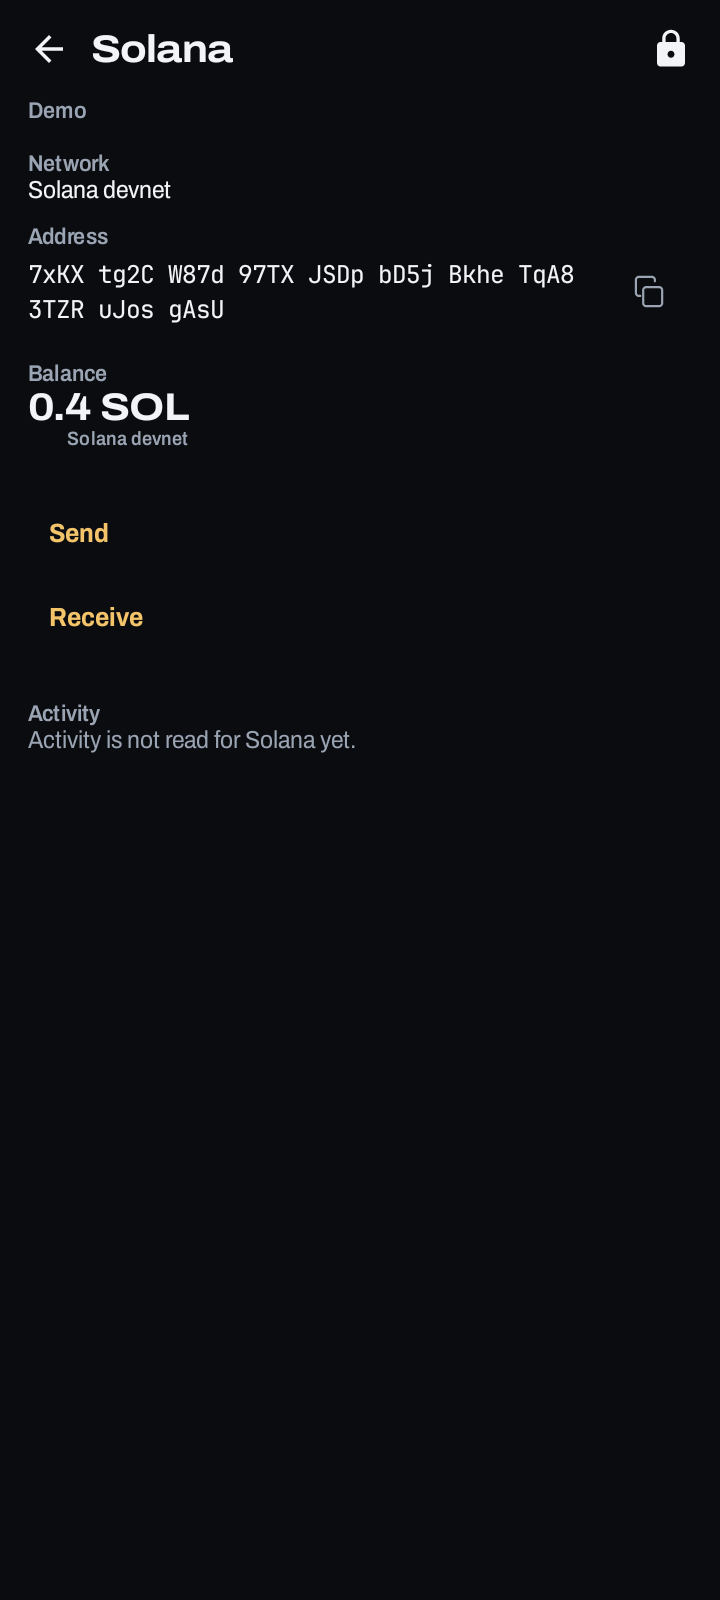 Solana
Demo
Network
Solana devnet
Address
7xKX tg2C W87d 97TX JSDp bD5j Bkhe TqA8
3TZR uJos gAsU
Balance
0.4 SOL
Solana devnet
Send
Receive
Activity
Activity is not read for Solana yet.